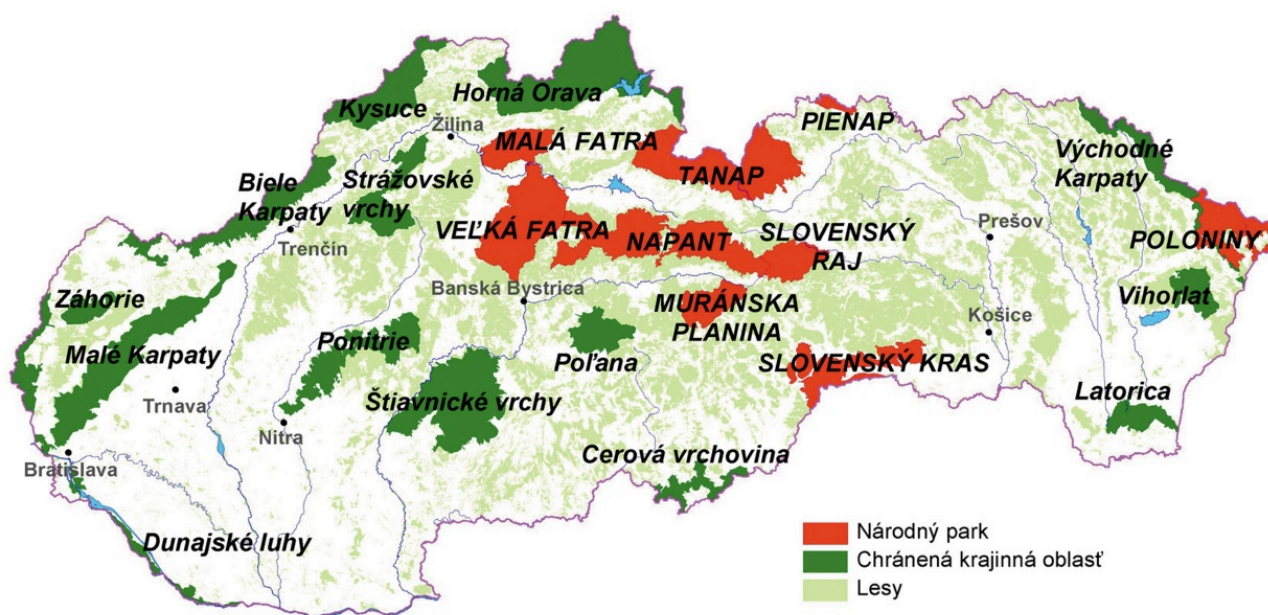 Kysuce
Horná Orava
Žilina
MALÁ FATRA
PIENAP
TANAP
Východné
Karpaty
Biele
Karpaty
Strážovské
vrchy
Trenčín
VEĽKÁ FATRA
NAPANT
SLOVENSKÝ
RAJ
Prešov
POLONINY
Záhorie
Banská Bystrica
MURÁNSKA
PLANINA
Vihorlat
Košice
Malé Karpaty
Ponitrie
Poľana
SLOVENSKÝ KRAS
Trnava
Štiavnické vrchy
Latorica
Nitra
Bratislava
Cerová vrchovina
Dunajské luhy
Národný park
Chránená krajinná oblasť
Lesy